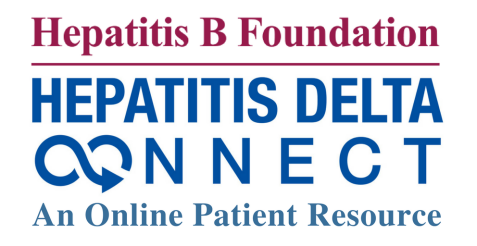 Hepatitis B Foundation
HEPATITIS DELTA
CONNECT
An Online Patient Resource